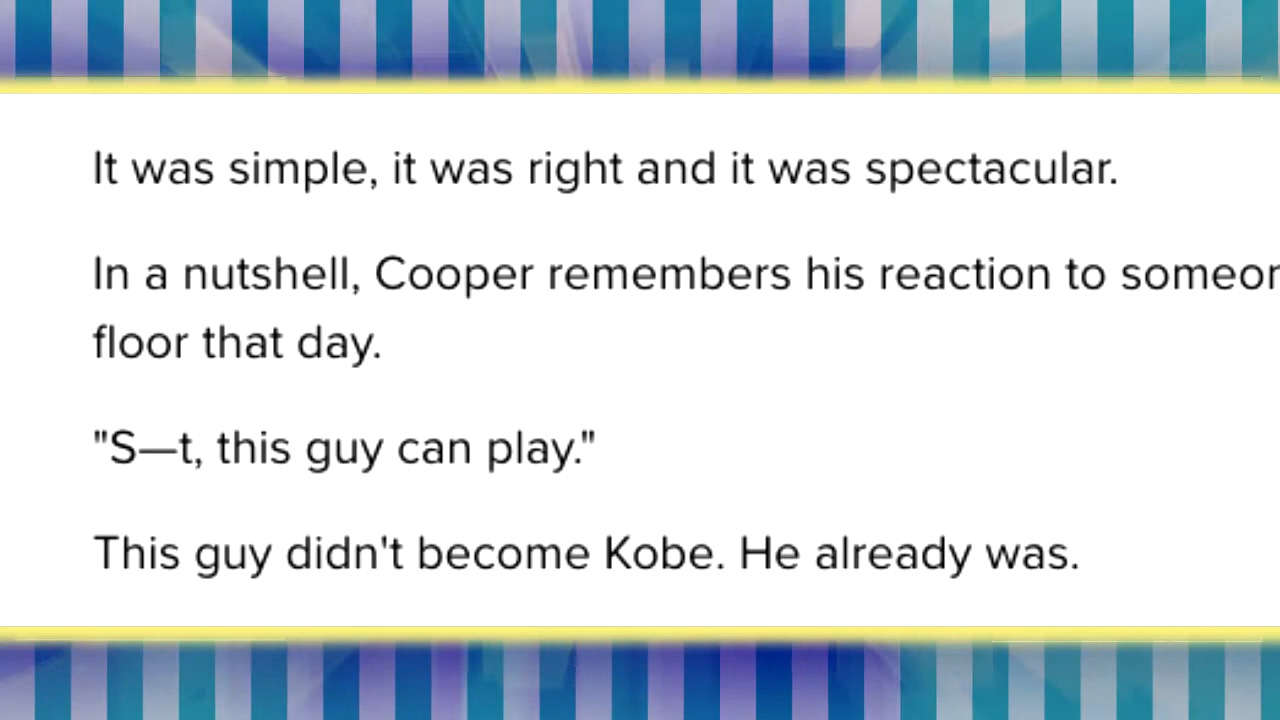 It was simple, it was right and it was spectacular.
In a nutshell, Cooper remembers his reaction to
floor that day.
"S—t, this guy can play."
This guy didn't become Kobe. He already was.